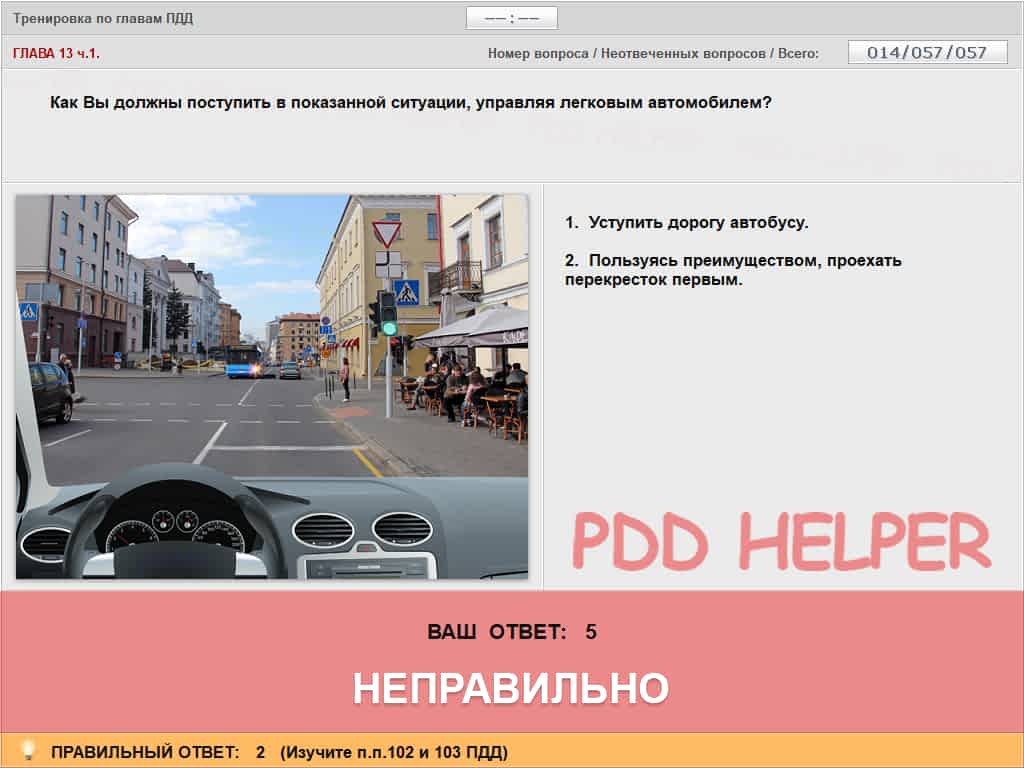 Тренировка по главам ПДД
–– : ––
ГЛАВА 13 ч.1.
Номер вопроса / Неотвеченных вопросов / Всего:
014/057/057
Как Вы должны поступить в показанной ситуации, управляя легковым автомобилем?
1. Уступить дорогу автобусу.
2. Пользуясь преимуществом, проехать
перекресток первым.
PDD HELPER
ВАШ ОТВЕТ: 5
НЕПРАВИЛЬНО
ПРАВИЛЬНЫЙ ОТВЕТ: 2 (Изучите п.п.102 и 103 ПДД)